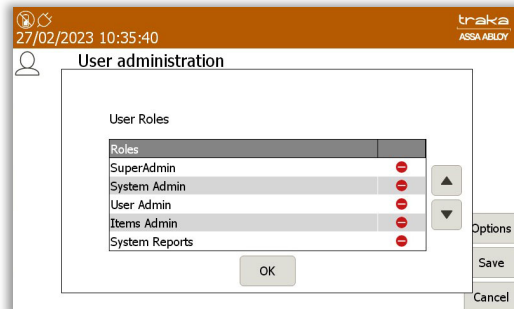 traka
27/02/2023 10:35:40
ASSA ABLOY
User administration
User Roles
Roles
SuperAdmin
System Admin
User Admin
Items Admin
System Reports
OK
Options
Save
Cancel